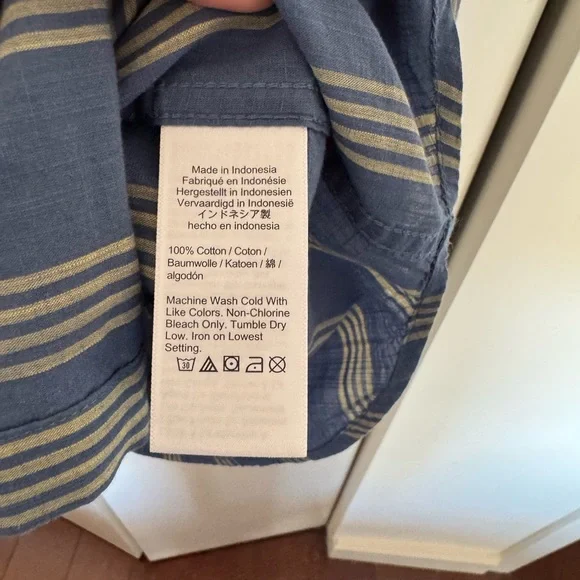 Made in Indonesia
Fabriqué en Indonésie
Hergestellt in Indonesien
Vervaardigd in Indonesië
インドネシア製
hecho en indonesia
100% Cotton / Coton /
Baumwolle / Katoen / 綿 /
algodón
Machine Wash Cold With
Like Colors. Non-Chlorine
Bleach Only. Tumble Dry
Low. Iron on Lowest
Setting.
30